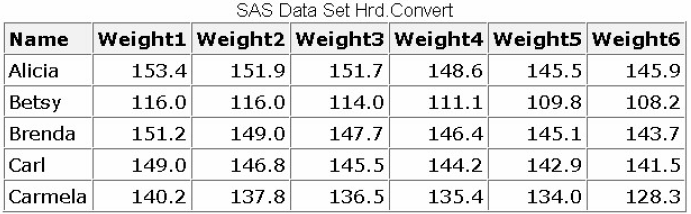 SAS Data Set Hrd.Convert
Name Weight1 Weight2 Weight3 Weight4 Weight5 Weight6
Alicia 153.4 151.9 151.7 148.6 145.5 145.9
Betsy 116.0 116.0 114.0 111.1 109.8 108.2
Brenda 151.2 149.0 147.7 146.4 145.1 143.7
Carl 149.0 146.8 145.5 144.2 142.9 141.5
Carmela 140.2 137.8 136.5 135.4 134.0 128.3